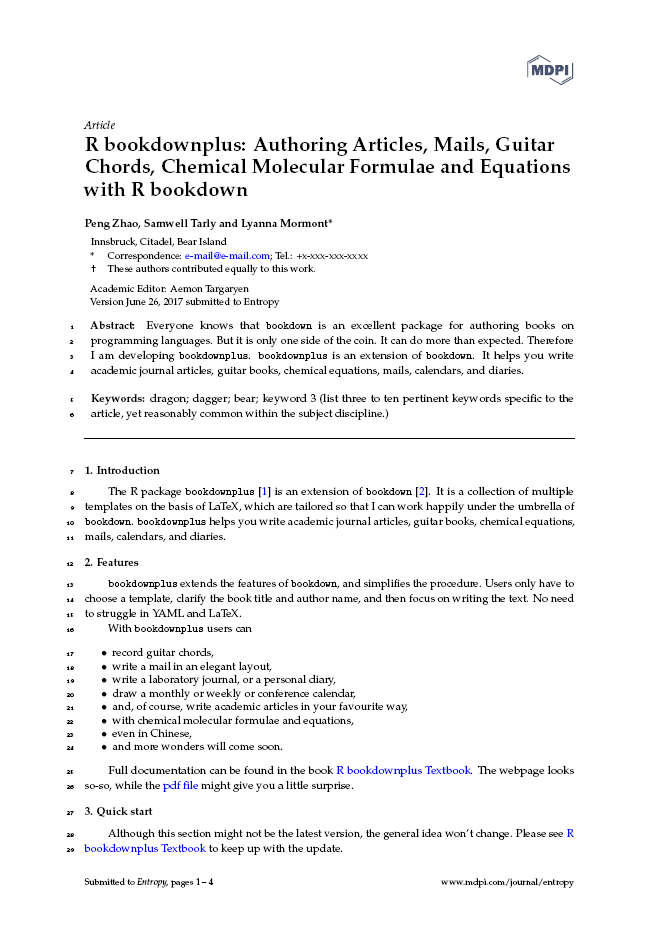 MDPI
Article
R bookdownplus: Authoring Articles, Mails, Guitar
Chords, Chemical Molecular Formulae and Equations
with R bookdown
Peng Zhao, Samwell Tarly and Lyanna Mormont*
Innsbruck, Citadel, Bear Island
* Correspondence: e-mail@e-mail.com; Tel.: +x-xxx-xxx-xxxx
† These authors contributed equally to this work.
Academic Editor: Aemon Targaryen
Version June 26, 2017 submitted to Entropy
1 Abstract: Everyone knows that bookdown is an excellent package for authoring books on
2 programming languages. But it is only one side of the coin. It can do more than expected. Therefore
3 I am developing bookdownplus. bookdownplus is an extension of bookdown. It helps you write
4 academic journal articles, guitar books, chemical equations, mails, calendars, and diaries.
5 Keywords: dragon; dagger; bear; keyword 3 (list three to ten pertinent keywords specific to the
6 article, yet reasonably common within the subject discipline.)
7 1. Introduction
8 The R package bookdownplus [1] is an extension of bookdown [2]. It is a collection of multiple
9 templates on the basis of LaTeX, which are tailored so that I can work happily under the umbrella of
10 bookdown. bookdownplus helps you write academic journal articles, guitar books, chemical equations,
11 mails, calendars, and diaries.
12 2. Features
13 bookdownplus extends the features of bookdown, and simplifies the procedure. Users only have to
14 choose a template, clarify the book title and author name, and then focus on writing the text. No need
15 to struggle in YAML and LaTeX.
16 With bookdownplus users can
17 • record guitar chords,
18 • write a mail in an elegant layout,
19 • write a laboratory journal, or a personal diary,
20 • draw a monthly or weekly or conference calendar,
21 • and, of course, write academic articles in your favourite way,
22 • with chemical molecular formulae and equations,
23 • even in Chinese,
24 • and more wonders will come soon.
25 Full documentation can be found in the book R bookdownplus Textbook. The webpage looks
26 so-so, while the pdf file might give you a little surprise.
27 3. Quick start
28 Although this section might not be the latest version, the general idea won't change. Please see R
29 bookdownplus Textbook to keep up with the update.
Submitted to Entropy, pages 1 – 4
www.mdpi.com/journal/entropy